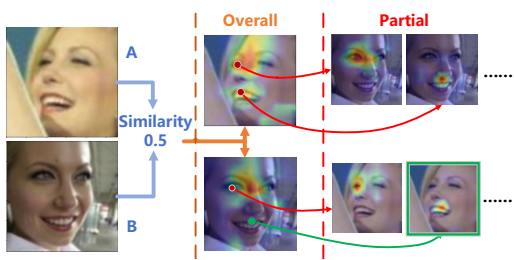 Overall
Partial
A
Similarity
0.5
B
......
......